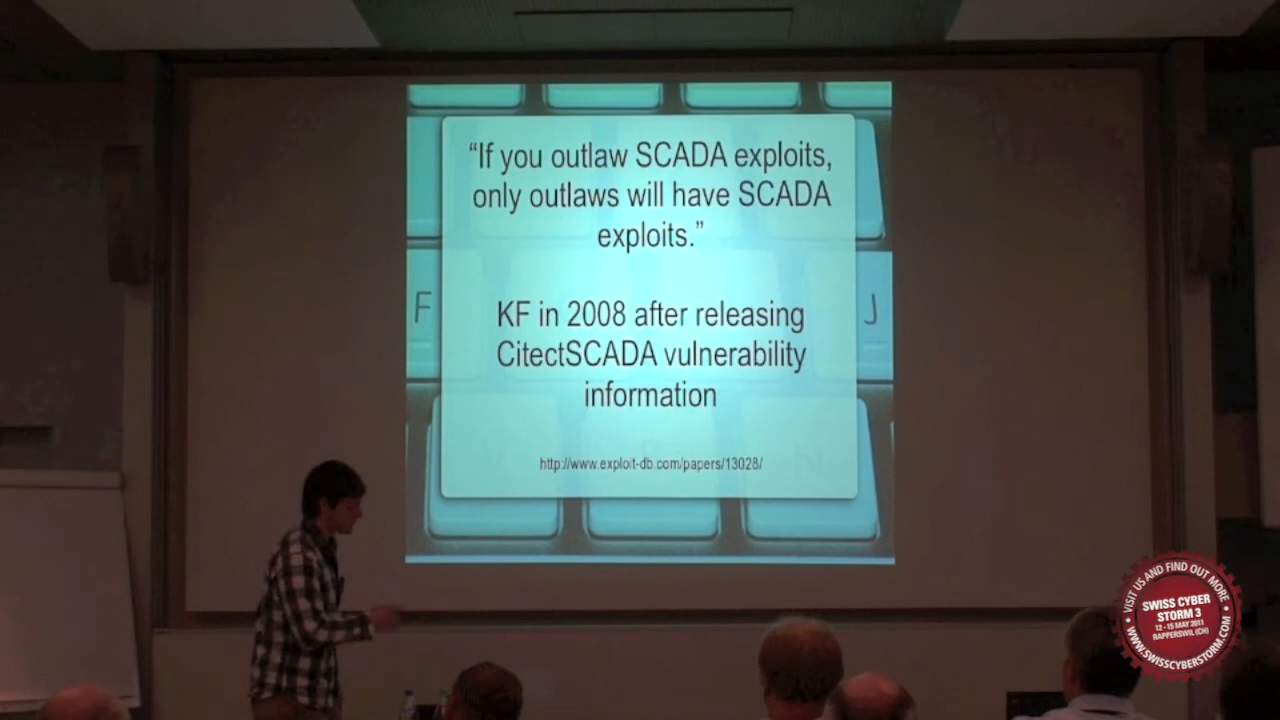 “If you outlaw SCADA exploits,
only outlaws will have SCADA
exploits.”
KF in 2008 after releasing
CitectSCADA vulnerability
information
http://www.exploit-db.com/papers/13028/
F
J
N
VISIT US AND FIND OUT MORE
SWISS CYBER
STORM 3
12 - 15 MAY 2011
RAPPERSWIL (CH)
WWW.SWISSCYBERSTORM.COM